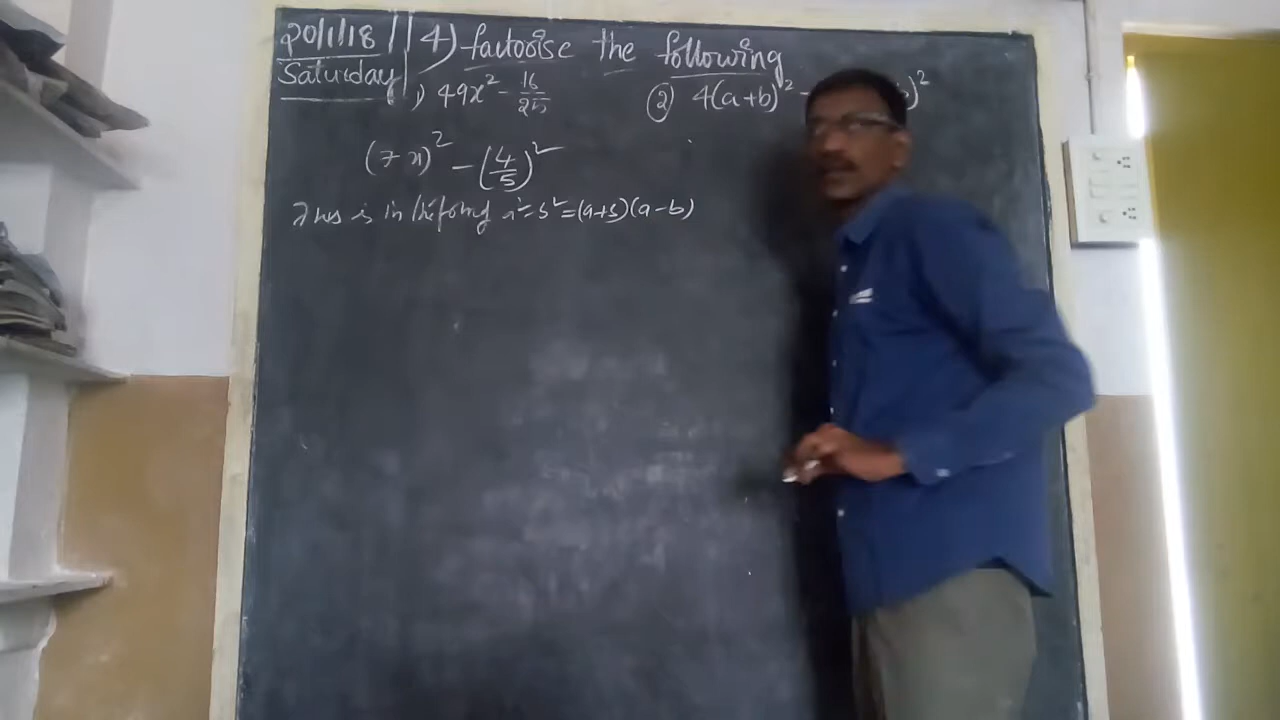 20/1/18
Saturday
4) factorise the following
1) 49x² - 16/25
② 4(a+b)² - )²
(7x)² - (4/5)²
This is in the form of a²-b²=(a+b)(a-b)